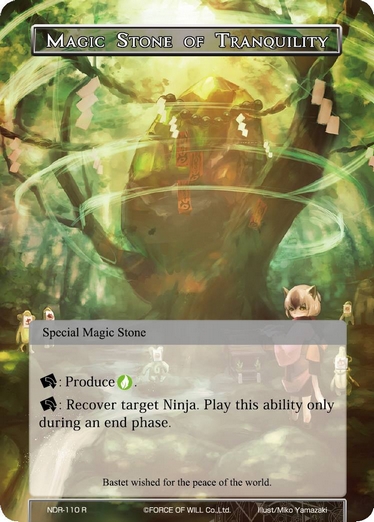 Magic Stone of Tranquility
Special Magic Stone
: Produce .
: Recover target Ninja. Play this ability only
during an end phase.
Bastet wished for the peace of the world.
NDR-110 R ©FORCE OF WILL Co.,Ltd. Illust/Miko Yamazaki